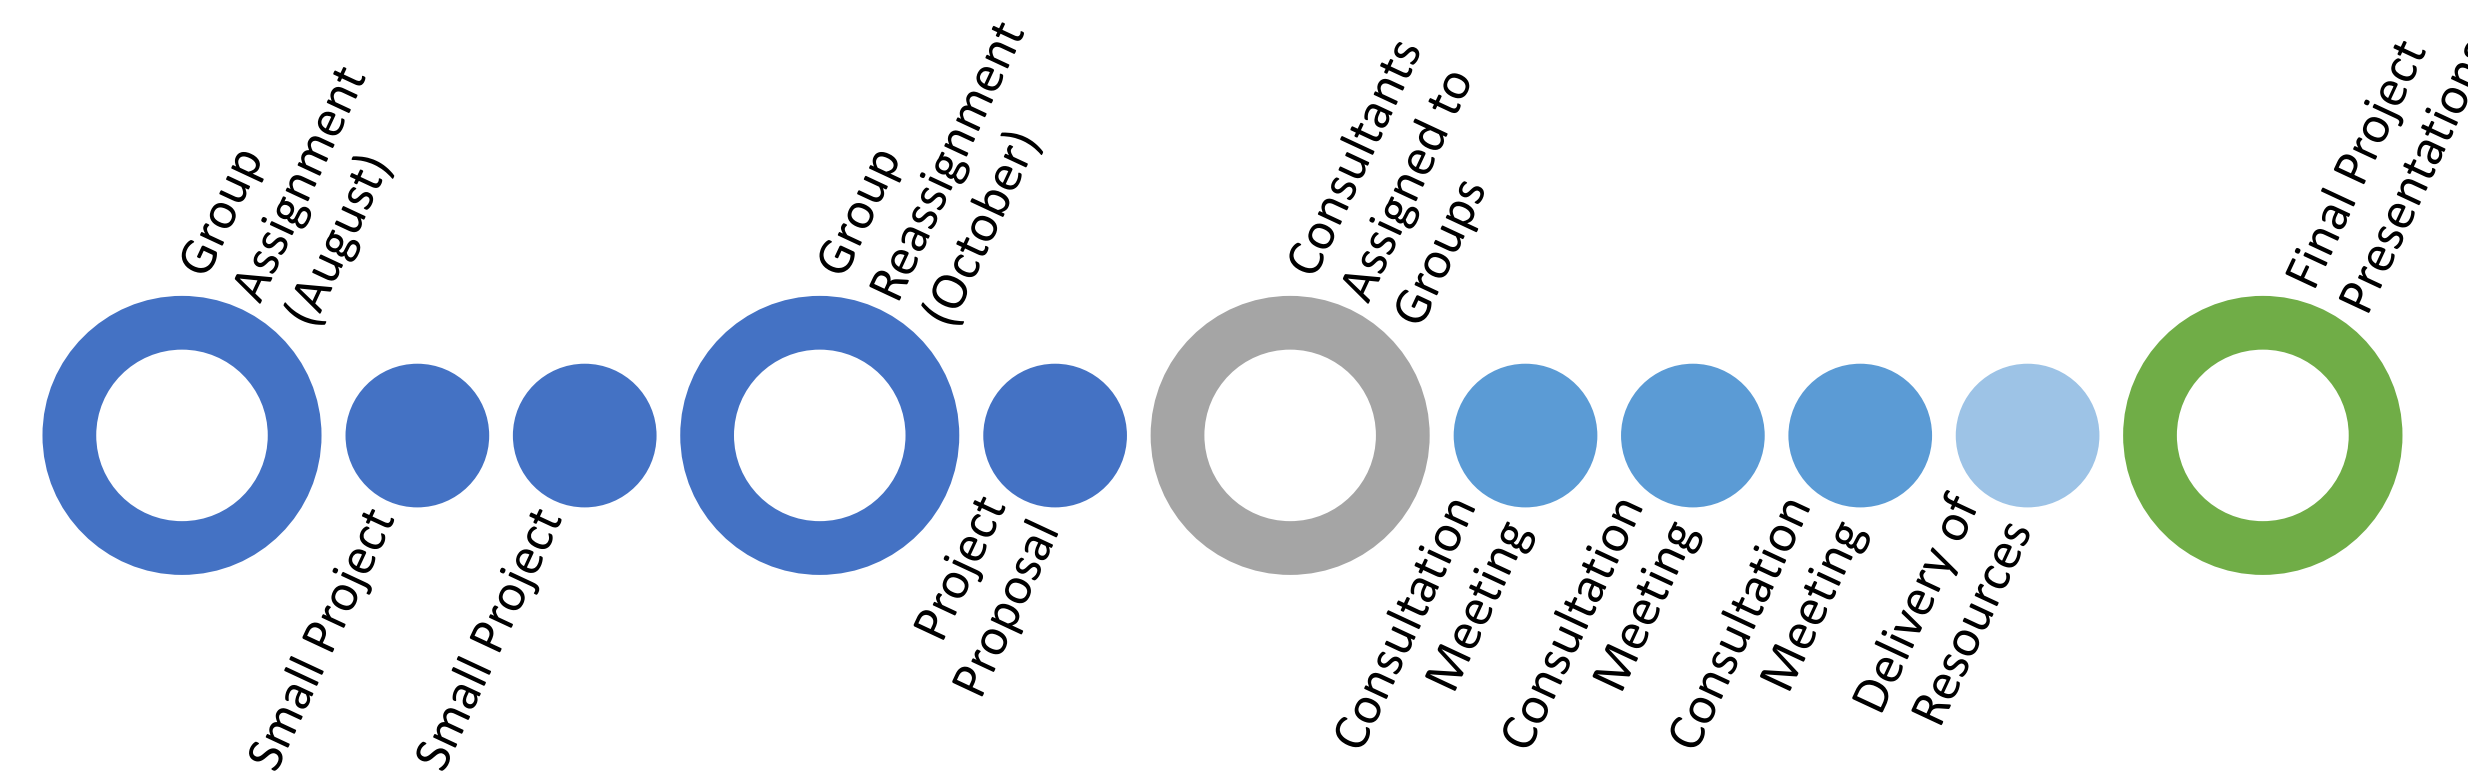 Group
Assignment
(August)
Small Project
Small Project
Group
Reassignment
(October)
Project
Proposal
Consultants
Assigned to
Groups
Consultation
Meeting
Consultation
Meeting
Consultation
Meeting
Delivery of
Resources
Final Project
Presentations